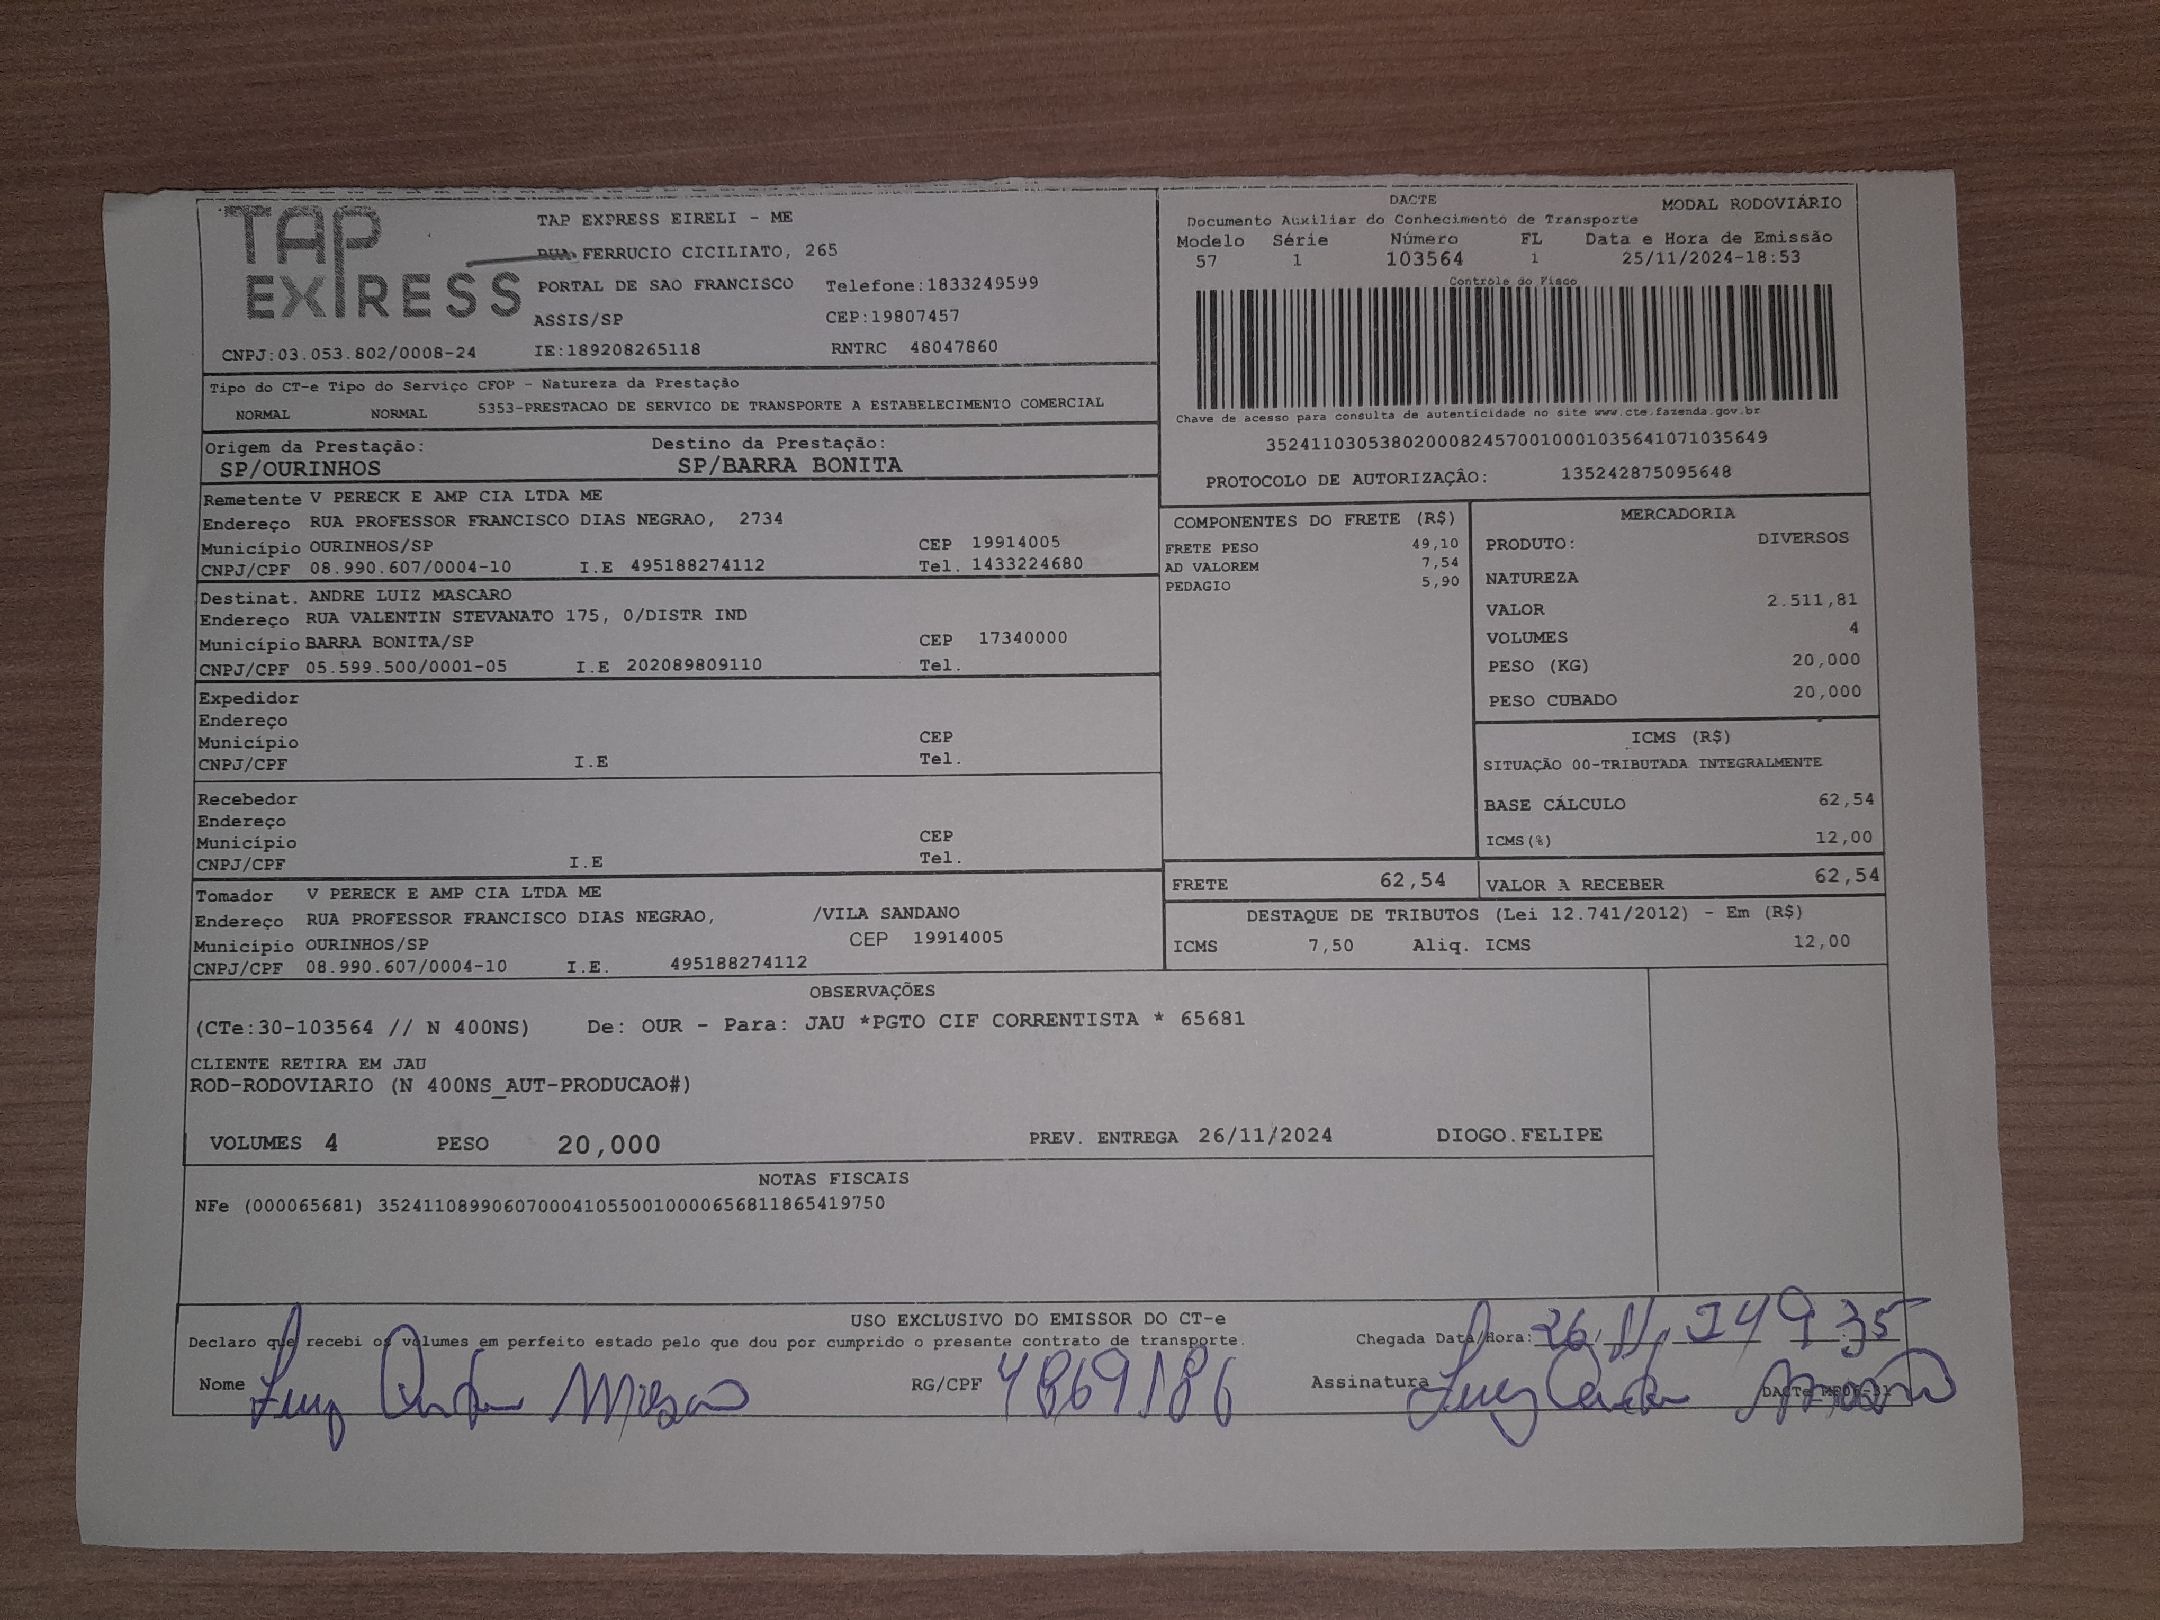 TAP
EXPRESS
TAP EXPRESS EIRELI - ME
RUA FERRUCIO CICILIATO, 265
PORTAL DE SAO FRANCISCO Telefone:1833249599
ASSIS/SP CEP:19807457
CNPJ:03.053.802/0008-24 IE:189208265118 RNTRC 48047860
DACTE MODAL RODOVIÁRIO
Documento Auxiliar do Conhecimento de Transporte
Modelo Série Número FL Data e Hora de Emissão
57 1 103564 1 25/11/2024-18:53
Controle do Fisco
Chave de acesso para consulta de autenticidade no site www.cte.fazenda.gov.br
35241103053802000824570010001035641071035649
PROTOCOLO DE AUTORIZAÇÂO: 135242875095648
Tipo do CT-e Tipo do Serviço CFOP - Natureza da Prestação
NORMAL NORMAL 5353-PRESTACAO DE SERVICO DE TRANSPORTE A ESTABELECIMENTO COMERCIAL
Origem da Prestação: Destino da Prestação:
SP/OURINHOS SP/BARRA BONITA
Remetente V PERECK E AMP CIA LTDA ME
Endereço RUA PROFESSOR FRANCISCO DIAS NEGRAO, 2734
Município OURINHOS/SP CEP 19914005
CNPJ/CPF 08.990.607/0004-10 I.E 495188274112 Tel. 1433224680
Destinat. ANDRE LUIZ MASCARO
Endereço RUA VALENTIN STEVANATO 175, 0/DISTR IND
Município BARRA BONITA/SP CEP 17340000
CNPJ/CPF 05.599.500/0001-05 I.E 202089809110 Tel.
Expedidor
Endereço
Município CEP
CNPJ/CPF I.E Tel.
Recebedor
Endereço
Município CEP
CNPJ/CPF I.E Tel.
Tomador V PERECK E AMP CIA LTDA ME
Endereço RUA PROFESSOR FRANCISCO DIAS NEGRAO, /VILA SANDANO
Município OURINHOS/SP CEP 19914005
CNPJ/CPF 08.990.607/0004-10 I.E. 495188274112
COMPONENTES DO FRETE (R$)
FRETE PESO 49,10
AD VALOREM 7,54
PEDAGIO 5,90
MERCADORIA
PRODUTO: DIVERSOS
NATUREZA
VALOR 2.511,81
VOLUMES 4
PESO (KG) 20,000
PESO CUBADO 20,000
ICMS (R$)
SITUAÇÃO 00-TRIBUTADA INTEGRALMENTE
BASE CÁLCULO 62,54
ICMS(%) 12,00
FRETE 62,54 VALOR A RECEBER 62,54
DESTAQUE DE TRIBUTOS (Lei 12.741/2012) - Em (R$)
ICMS 7,50 Aliq. ICMS 12,00
OBSERVAÇÕES
(CTe:30-103564 // N 400NS) De: OUR - Para: JAU *PGTO CIF CORRENTISTA * 65681
CLIENTE RETIRA EM JAU
ROD-RODOVIARIO (N 400NS_AUT-PRODUCAO#)
VOLUMES 4 PESO 20,000 PREV. ENTREGA 26/11/2024 DIOGO.FELIPE
NOTAS FISCAIS
NFe (000065681) 35241108990607000410550010000656811865419750
USO EXCLUSIVO DO EMISSOR DO CT-e
Declaro que recebi os volumes em perfeito estado pelo que dou por cumprido o presente contrato de transporte. Chegada Data/Hora: 26/11/24 9 35
Nome Luiz RG/CPF 4869186 Assinatura Luiz